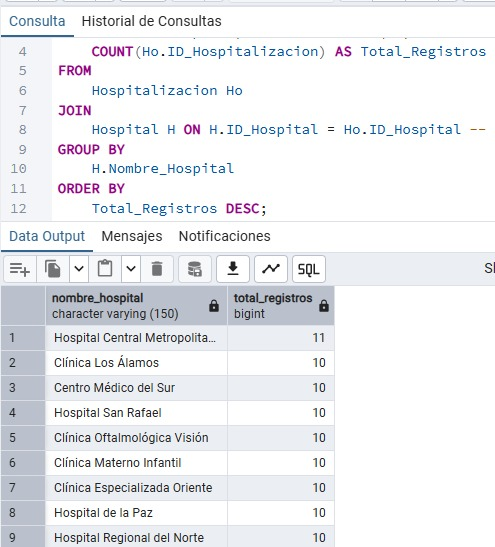 Consulta Historial de Consultas
4 COUNT(Ho.ID_Hospitalizacion) AS Total_Registros
5 FROM
6 Hospitalizacion Ho
7 JOIN
8 Hospital H ON H.ID_Hospital = Ho.ID_Hospital --
9 GROUP BY
10 H.Nombre_Hospital
11 ORDER BY
12 Total_Registros DESC;
Data Output Mensajes Notificaciones
SQL
nombre_hospital total_registros
character varying (150) bigint
1 Hospital Central Metropolita... 11
2 Clínica Los Álamos 10
3 Centro Médico del Sur 10
4 Hospital San Rafael 10
5 Clínica Oftalmológica Visión 10
6 Clínica Materno Infantil 10
7 Clínica Especializada Oriente 10
8 Hospital de la Paz 10
9 Hospital Regional del Norte 10